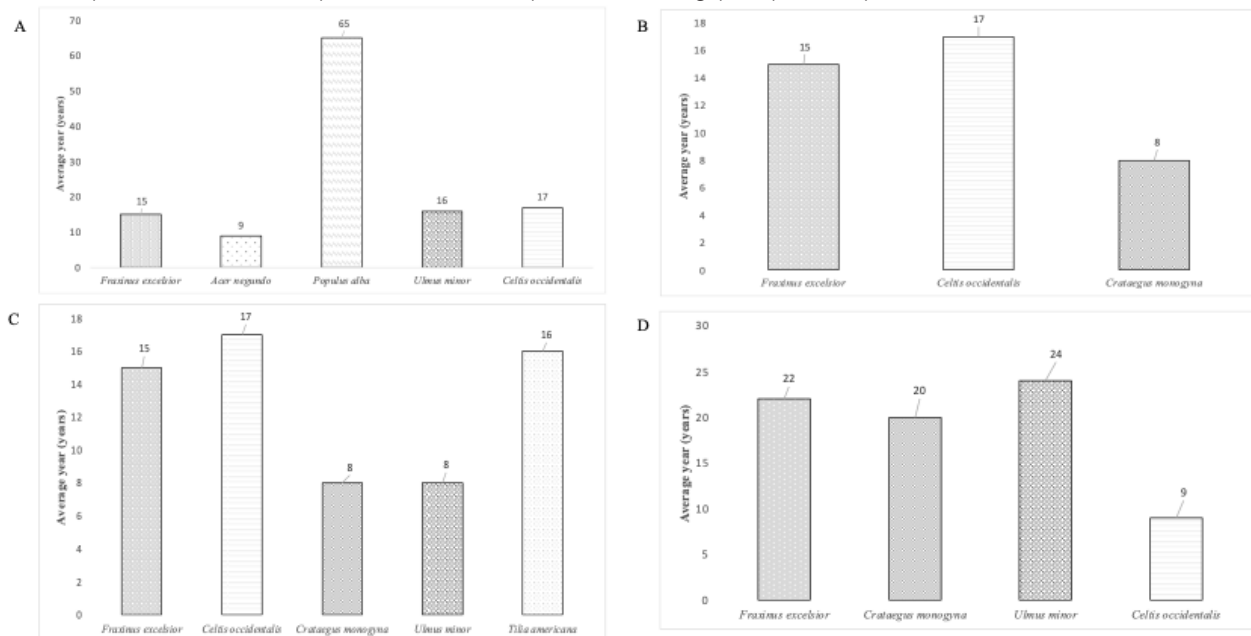 A
Average year (years)
70
60
50
40
30
20
10
0
15
9
65
16
17
Fraxinus excelsior
Acer negundo
Populus alba
Ulmus minor
Celtis occidentalis
B
Average year (years)
18
16
14
12
10
8
6
4
2
0
15
17
8
Fraxinus excelsior
Celtis occidentalis
Crataegus monogyna
C
Average year (years)
18
16
14
12
10
8
6
4
2
0
15
17
8
8
16
Fraxinus excelsior
Celtis occidentalis
Crataegus monogyna
Ulmus minor
Tilia americana
D
Average year (years)
30
25
20
15
10
5
0
22
20
24
9
Fraxinus excelsior
Crataegus monogyna
Ulmus minor
Celtis occidentalis